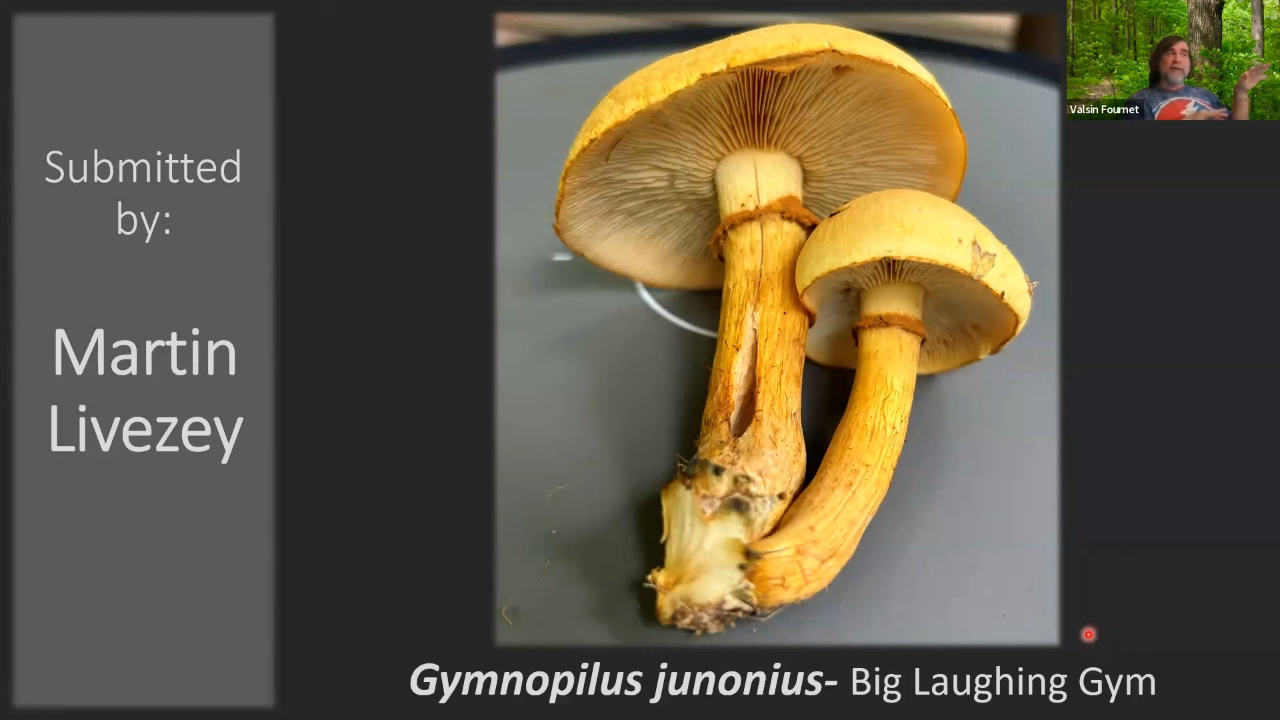 Submitted
by:
Martin
Livezey
Valsin Fournet
Gymnopilus junonius- Big Laughing Gym